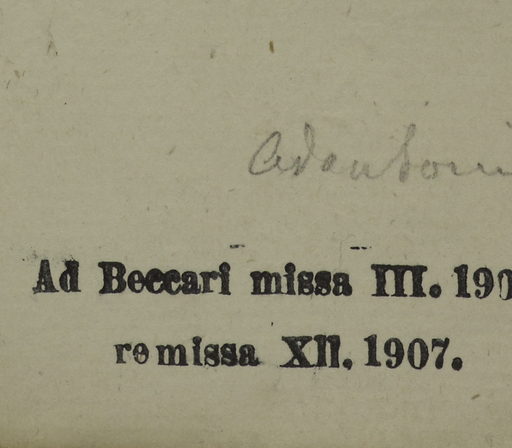 Ad Beccari missa III. 190
remissa XII. 1907.